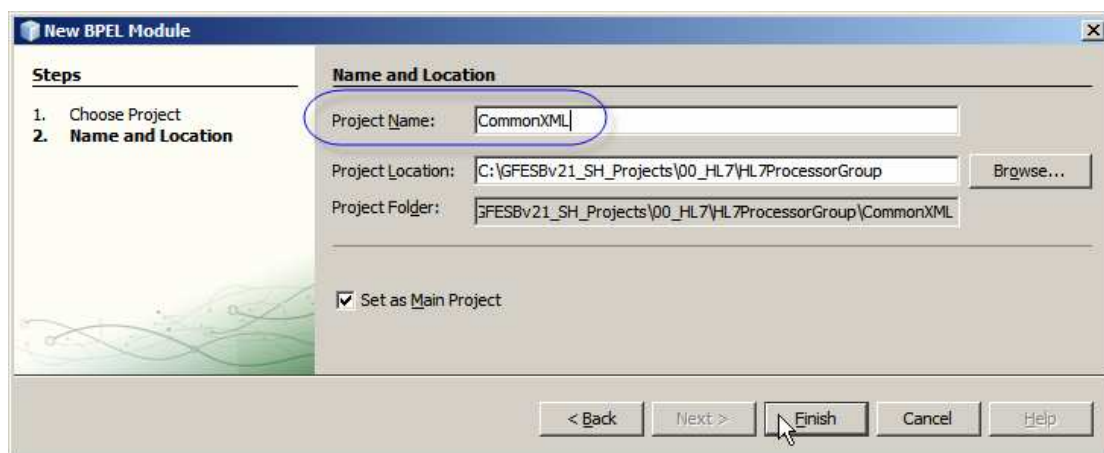 New BPEL Module
Steps
1. Choose Project
2. Name and Location
Name and Location
Project Name: CommonXML
Project Location: C:\GFESBv21_SH_Projects\00_HL7\HL7ProcessorGroup Browse...
Project Folder: GFESBv21_SH_Projects\00_HL7\HL7ProcessorGroup\CommonXML
Set as Main Project
< Back Next > Finish Cancel Help